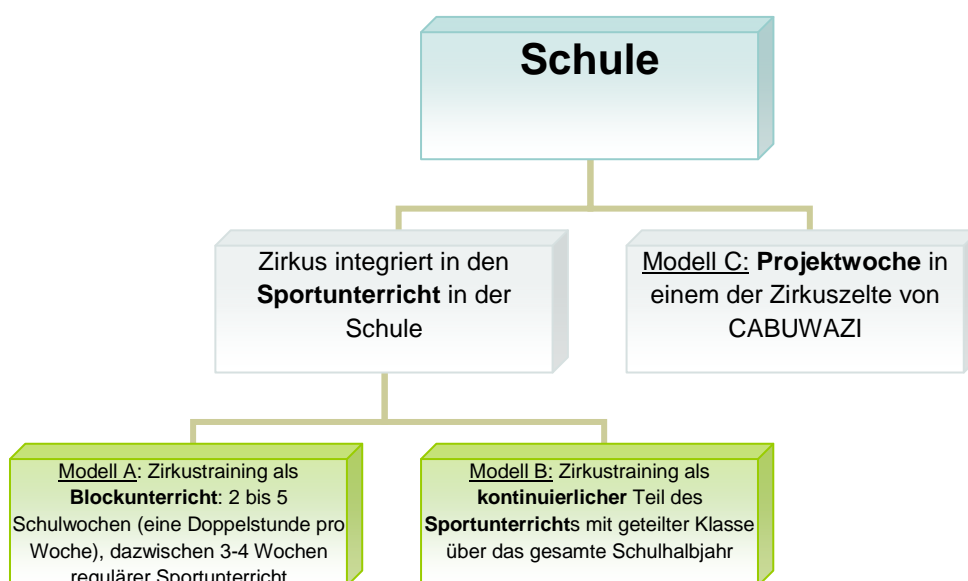 Schule
Zirkus integriert in den
Sportunterricht in der
Schule
Modell C: Projektwoche in
einem der Zirkuszelte von
CABUWAZI
Modell A: Zirkustraining als
Blockunterricht: 2 bis 5
Schulwochen (eine Doppelstunde pro
Woche), dazwischen 3-4 Wochen
regulärer Sportunterricht
Modell B: Zirkustraining als
kontinuierlicher Teil des
Sportunterrichts mit geteilter Klasse
über das gesamte Schulhalbjahr